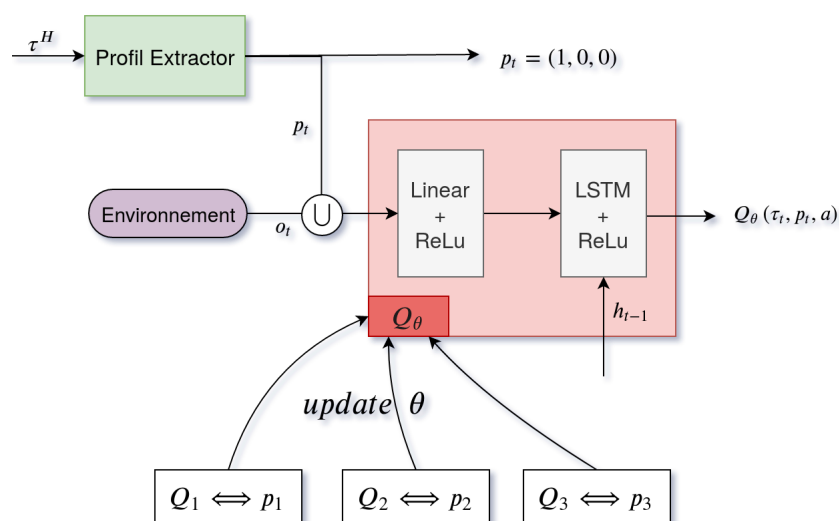 τ^H
Profil Extractor
p_t = (1, 0, 0)
p_t
Environnement
o_t
∪
Linear
+
ReLu
LSTM
+
ReLu
Q_θ (τ_t, p_t, a)
h_{t−1}
Q_θ
update θ
Q_1 ⟺ p_1
Q_2 ⟺ p_2
Q_3 ⟺ p_3